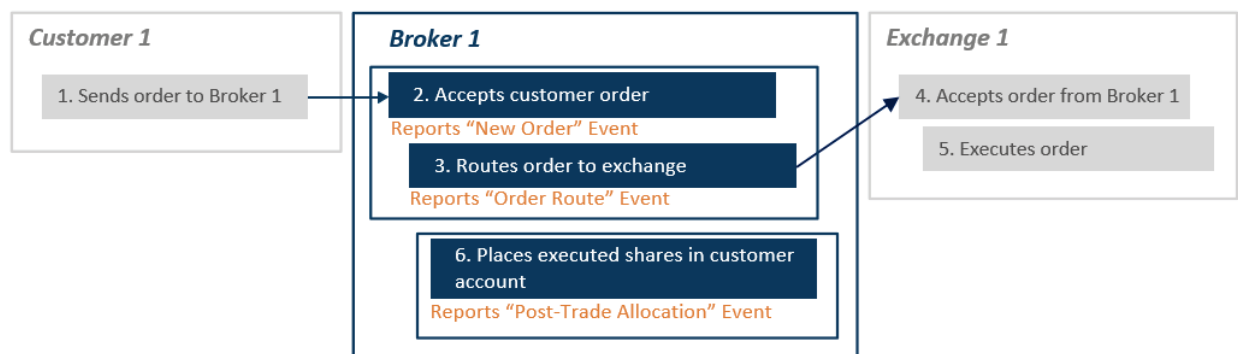 Customer 1
1. Sends order to Broker 1
Broker 1
2. Accepts customer order
Reports “New Order” Event
3. Routes order to exchange
Reports “Order Route” Event
6. Places executed shares in customer
account
Reports “Post-Trade Allocation” Event
Exchange 1
4. Accepts order from Broker 1
5. Executes order